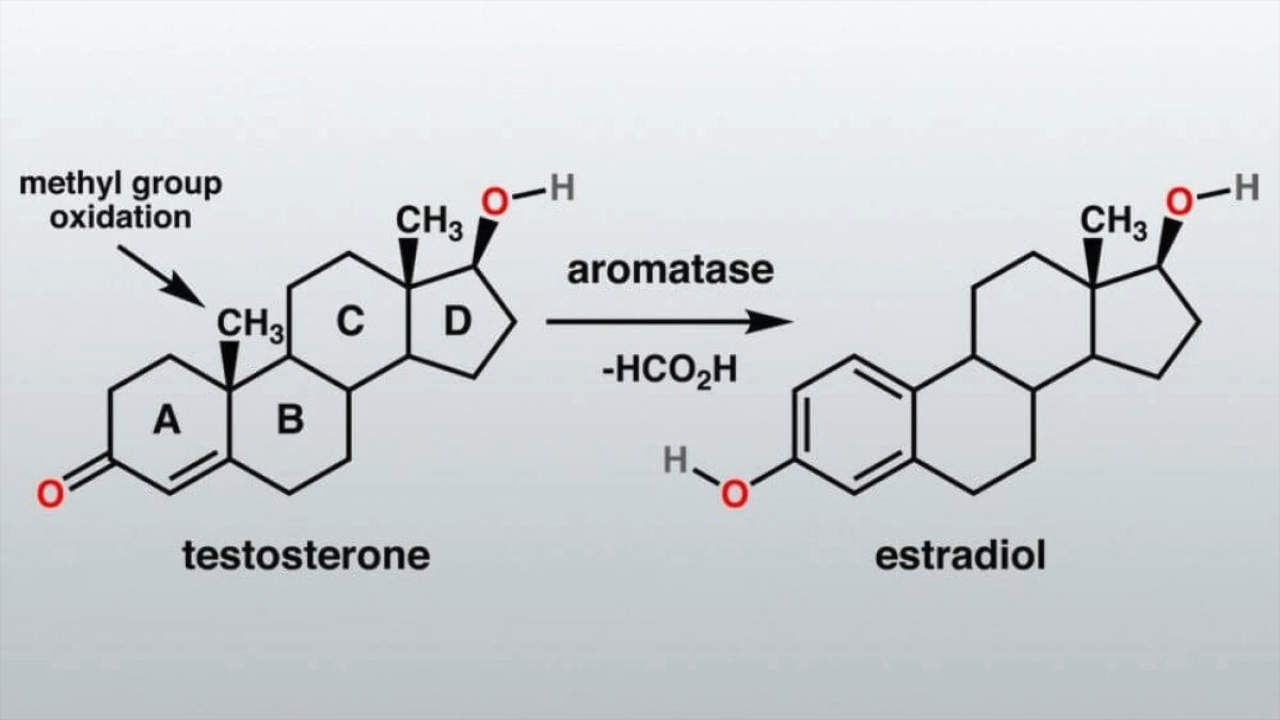 methyl group
oxidation
CH₃
A
B
C
D
CH₃
O
H
O
testosterone
aromatase
-HCO₂H
CH₃
O
H
H
O
estradiol